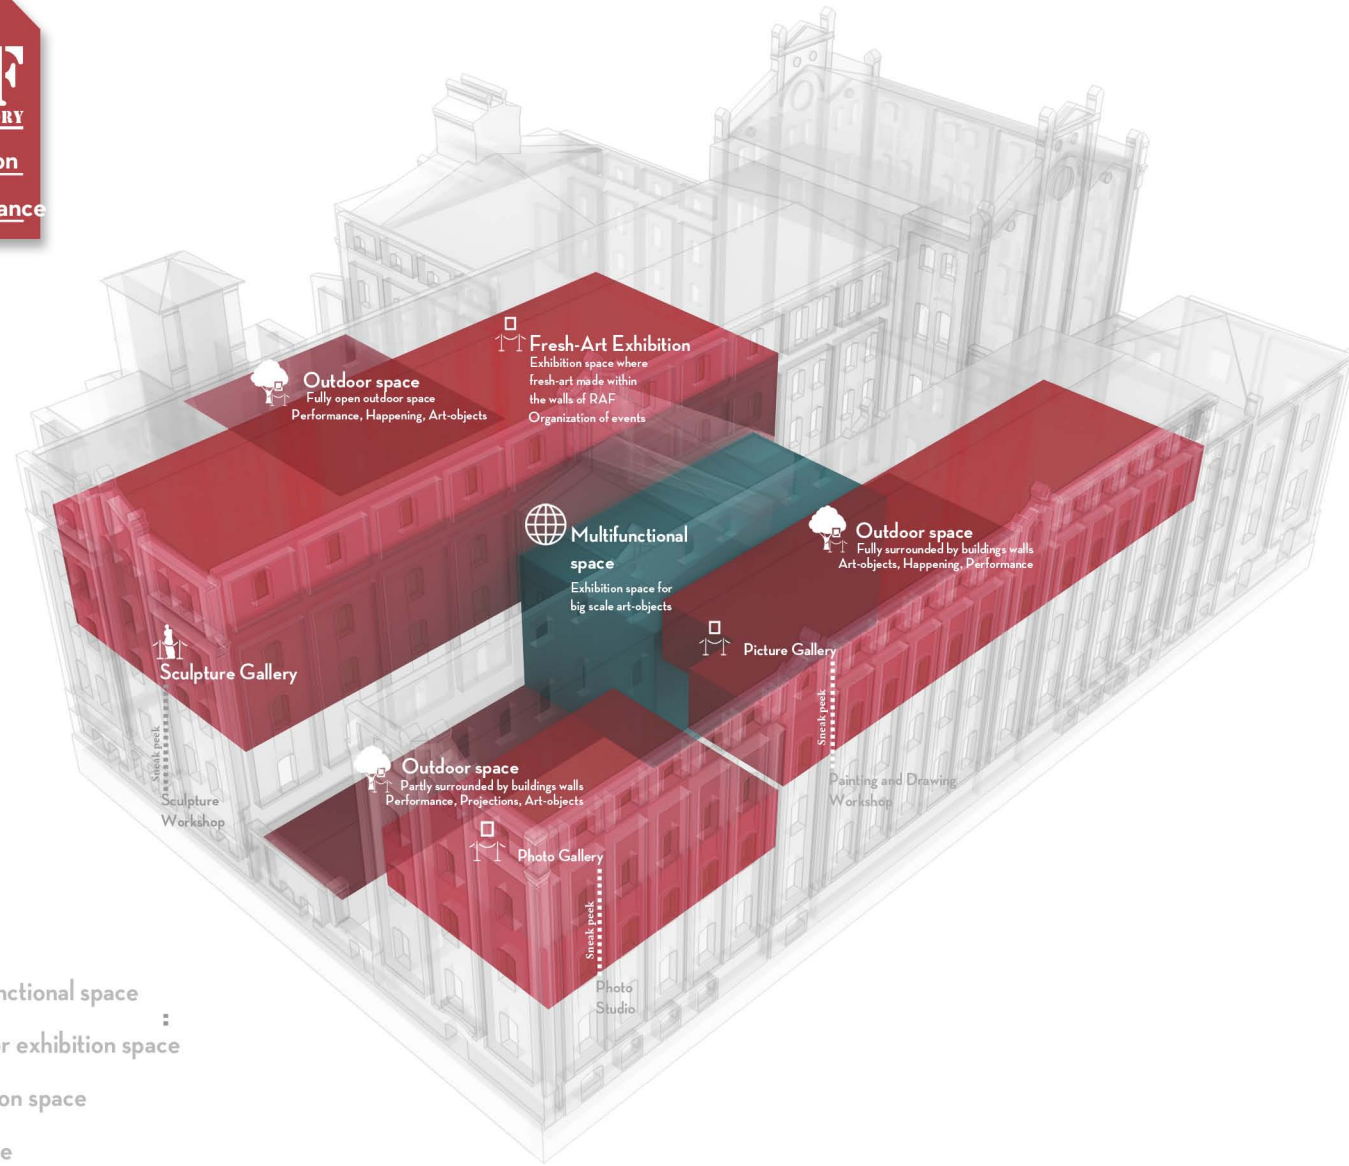 F
RY
on
ance
Fresh-Art Exhibition
Exhibition space where
fresh-art made within
the walls of RAF
Organization of events
Outdoor space
Fully open outdoor space
Performance, Happening, Art-objects
Multifunctional
space
Exhibition space for
big scale art-objects
Outdoor space
Fully surrounded by buildings walls
Art-objects, Happening, Performance
Picture Gallery
Sneak peek
Painting and Drawing
Workshop
Sculpture Gallery
Sneak peek
Sculpture
Workshop
Outdoor space
Partly surrounded by buildings walls
Performance, Projections, Art-objects
Photo Gallery
Sneak peek
Photo
Studio
nctional space
:
r exhibition space
on space
e